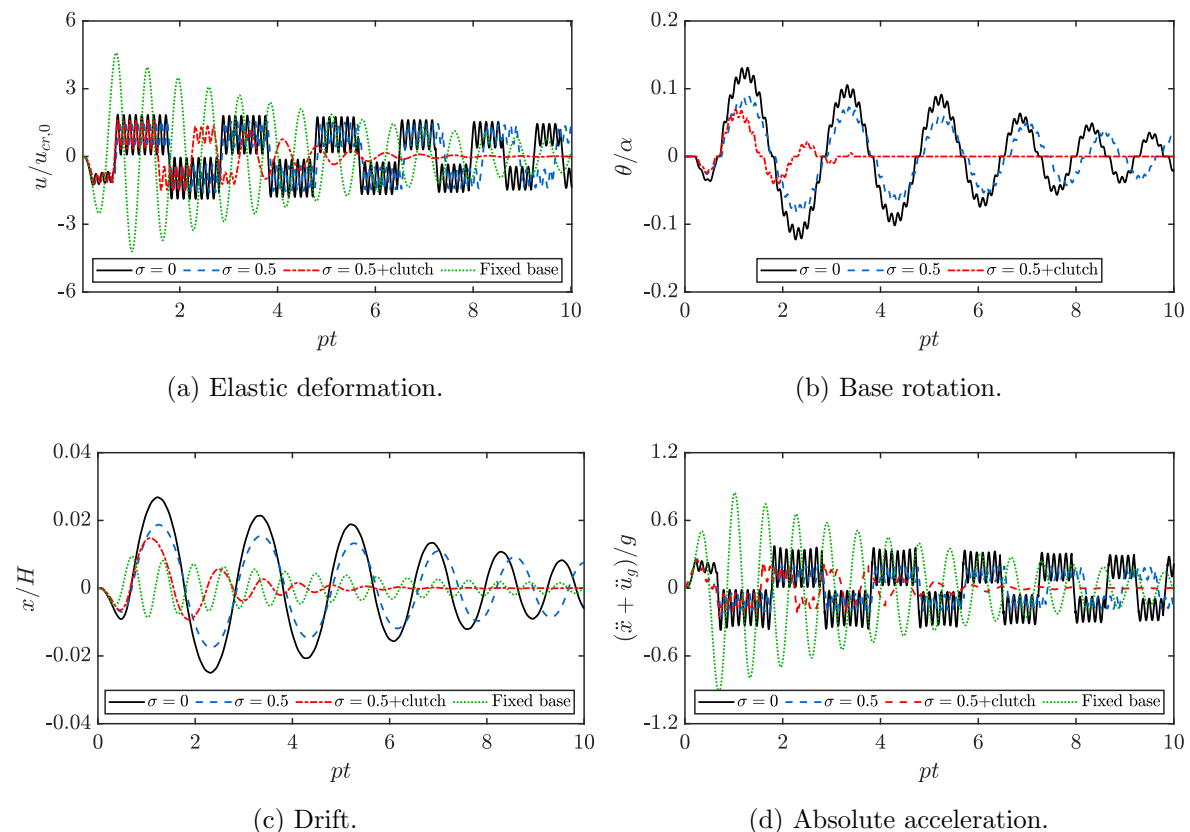 6
3
0
-3
-6
u/u_{cr,0}
σ = 0 σ = 0.5 σ = 0.5+clutch Fixed base
2 4 6 8 10
pt
(a) Elastic deformation.
0.2
0.1
0
-0.1
-0.2
θ/α
σ = 0 σ = 0.5 σ = 0.5+clutch
0 2 4 6 8 10
pt
(b) Base rotation.
0.04
0.02
0
-0.02
-0.04
x/H
σ = 0 σ = 0.5 σ = 0.5+clutch Fixed base
0 2 4 6 8 10
pt
(c) Drift.
1.2
0.6
0
-0.6
-1.2
(ẍ + ü_g)/g
σ = 0 σ = 0.5 σ = 0.5+clutch Fixed base
0 2 4 6 8 10
pt
(d) Absolute acceleration.